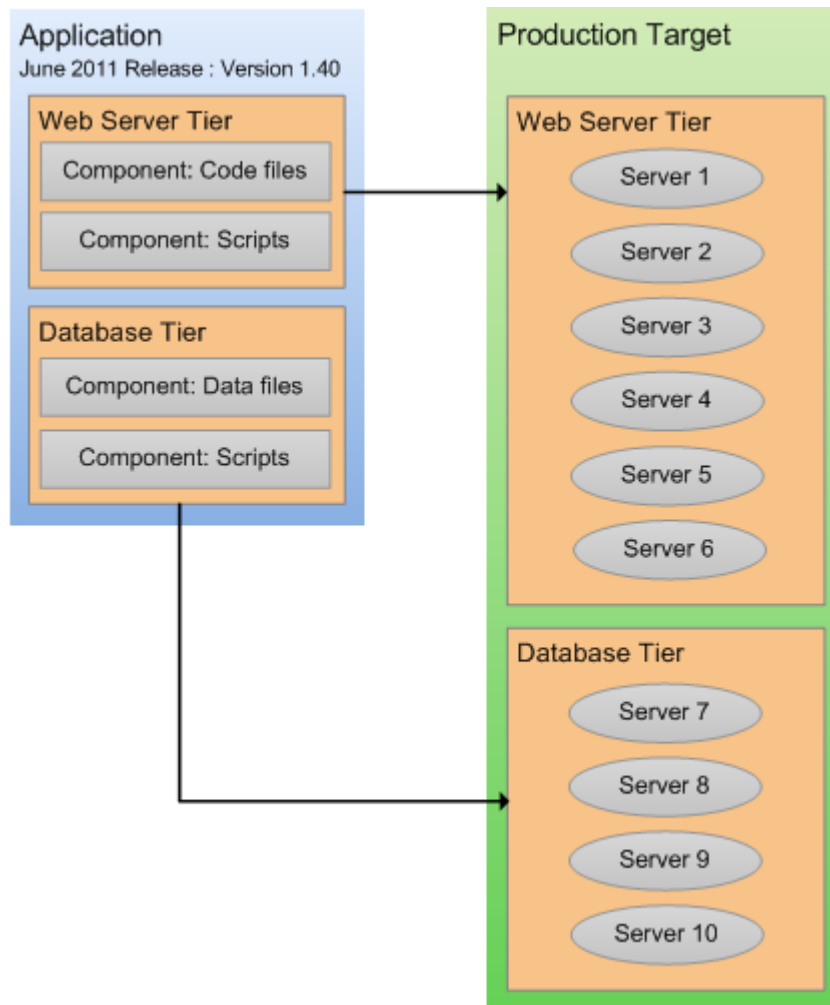 Application
June 2011 Release : Version 1.40
Web Server Tier
Component: Code files
Component: Scripts
Database Tier
Component: Data files
Component: Scripts
Production Target
Web Server Tier
Server 1
Server 2
Server 3
Server 4
Server 5
Server 6
Database Tier
Server 7
Server 8
Server 9
Server 10